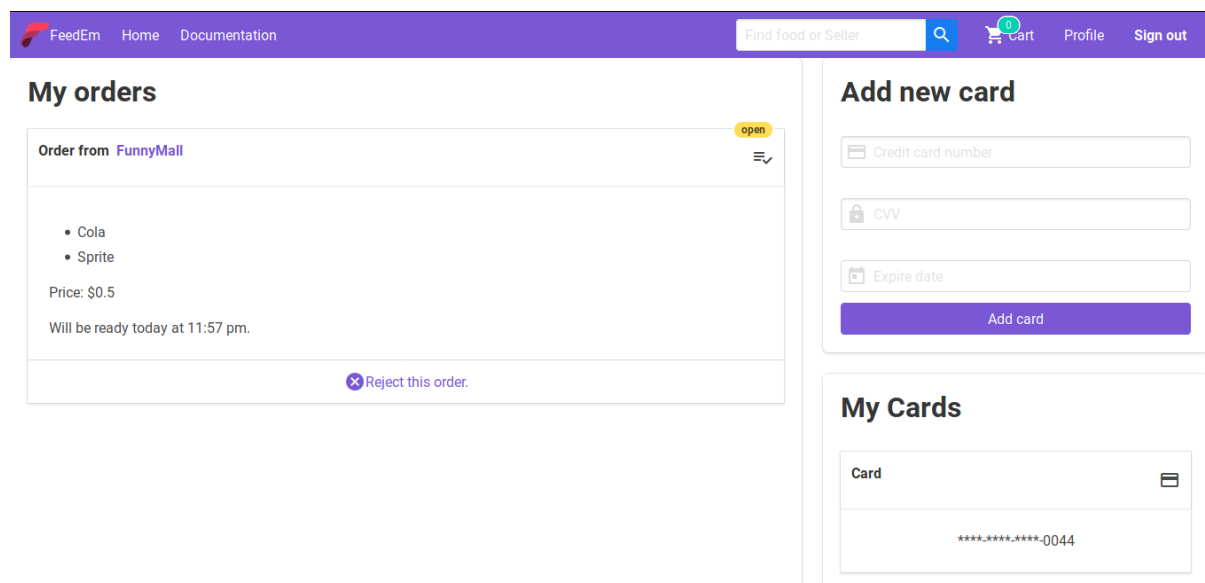 FeedEm Home Documentation Find food or Seller 0 Cart Profile Sign out
My orders
open
Order from FunnyMall
Cola
Sprite
Price: $0.5
Will be ready today at 11:57 pm.
Reject this order.
Add new card
Credit card number
CVV
Expire date
Add card
My Cards
Card
****-****-****-0044